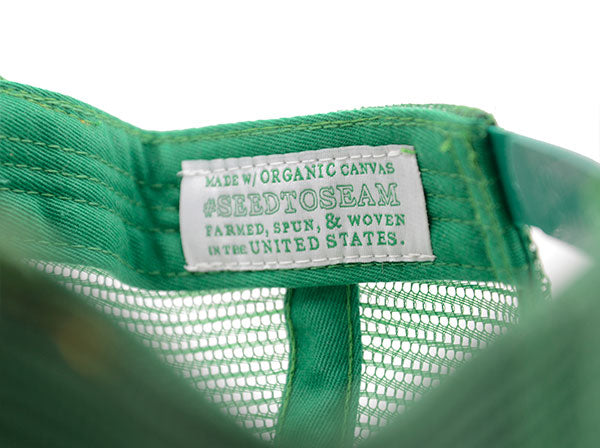 MADE W/ ORGANIC CANVAS
#SEEDTOSEAM
FARMED, SPUN, & WOVEN
IN THE UNITED STATES.